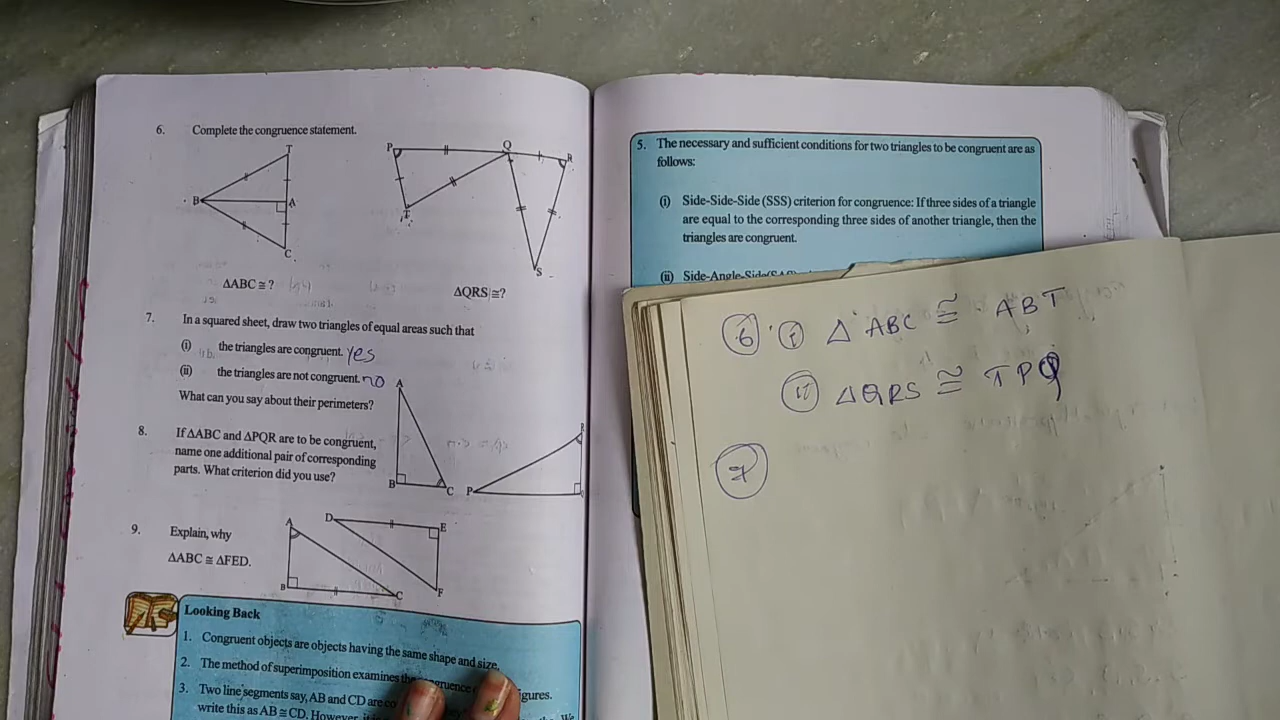 6. Complete the congruence statement.
T
B A
C
P Q R
T
S
ΔABC ≅ ? ΔQRS ≅ ?
7. In a squared sheet, draw two triangles of equal areas such that
(i) the triangles are congruent. yes
(ii) the triangles are not congruent. no
What can you say about their perimeters?
8. If ΔABC and ΔPQR are to be congruent,
name one additional pair of corresponding
parts. What criterion did you use?
A
B C
P
9. Explain, why
ΔABC ≅ ΔFED.
A D E
B C F
Looking Back
1. Congruent objects are objects having the same shape and size.
2. The method of superimposition examines the congruence figures.
3. Two line segments say, AB and CD are
write this as AB ≅ CD. However,
5. The necessary and sufficient conditions for two triangles to be congruent are as
follows:
(i) Side-Side-Side (SSS) criterion for congruence: If three sides of a triangle
are equal to the corresponding three sides of another triangle, then the
triangles are congruent.
(ii) Side-Angle-Side(SAS)
6 (i) Δ ABC ≅ ABT
(ii) ΔQRS ≅ TPQ
7